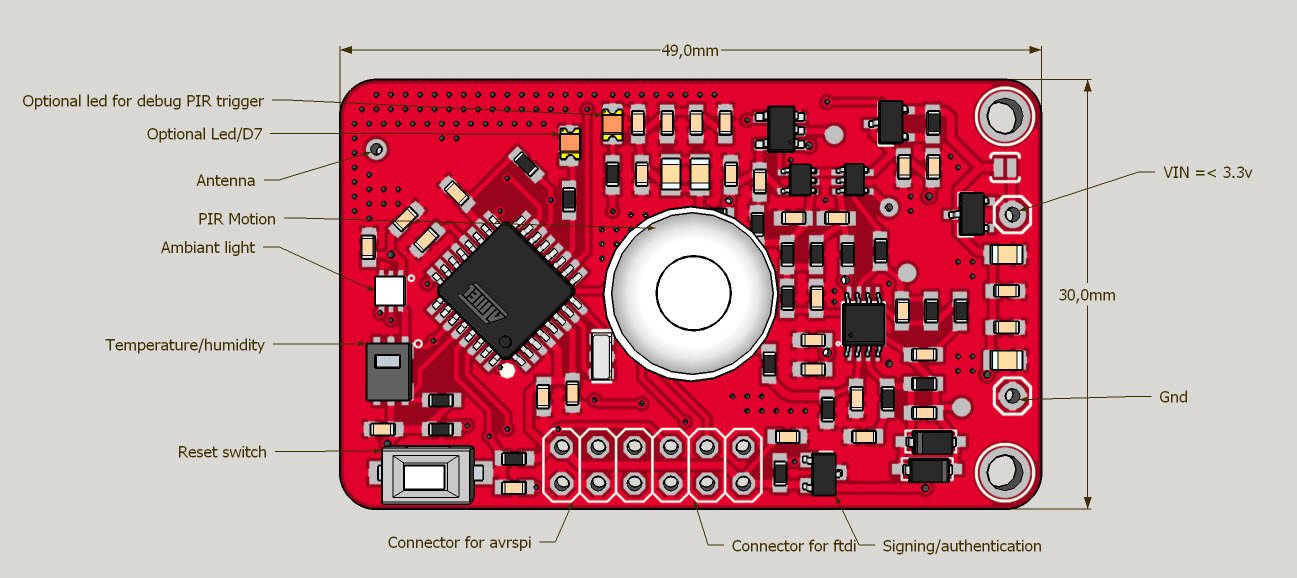 49,0mm
Optional led for debug PIR trigger
Optional Led/D7
Antenna
VIN =< 3.3v
PIR Motion
Ambiant light
ATMEL
30,0mm
Temperature/humidity
Gnd
Reset switch
Connector for avrspi
Connector for ftdi
Signing/authentication